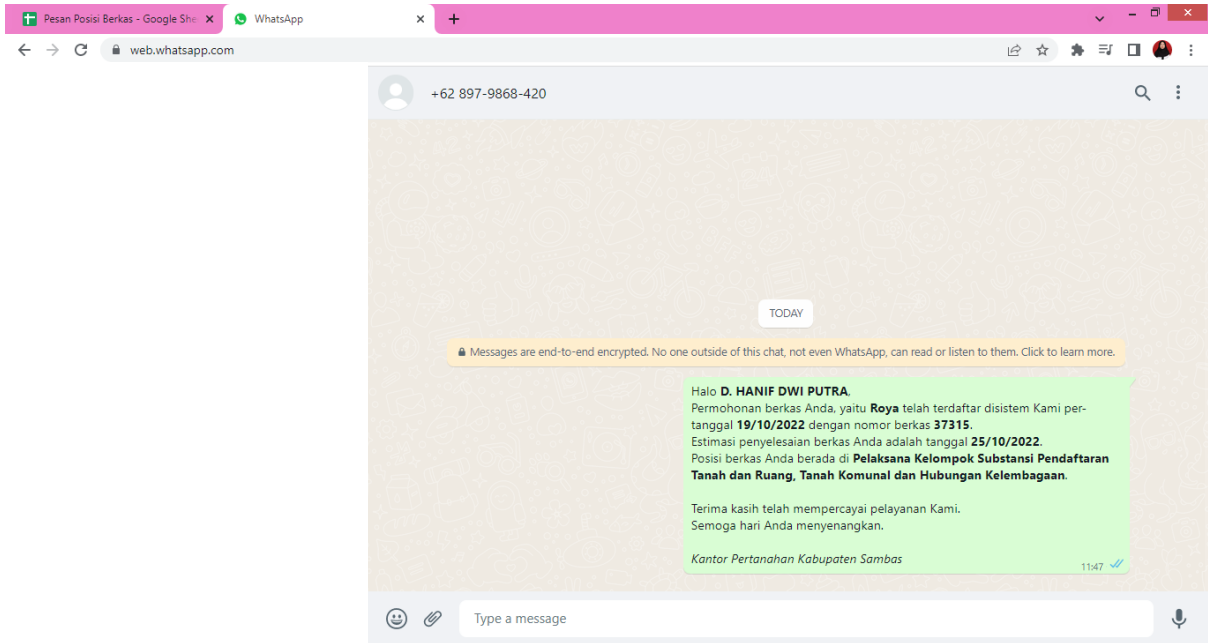 Pesan Posisi Berkas - Google She
WhatsApp
web.whatsapp.com
+62 897-9868-420
TODAY
Messages are end-to-end encrypted. No one outside of this chat, not even WhatsApp, can read or listen to them. Click to learn more.
Halo D. HANIF DWI PUTRA,
Permohonan berkas Anda, yaitu Roya telah terdaftar disistem Kami per-
tanggal 19/10/2022 dengan nomor berkas 37315.
Estimasi penyelesaian berkas Anda adalah tanggal 25/10/2022.
Posisi berkas Anda berada di Pelaksana Kelompok Substansi Pendaftaran
Tanah dan Ruang, Tanah Komunal dan Hubungan Kelembagaan.
Terima kasih telah mempercayai pelayanan Kami.
Semoga hari Anda menyenangkan.
Kantor Pertanahan Kabupaten Sambas
11:47
Type a message